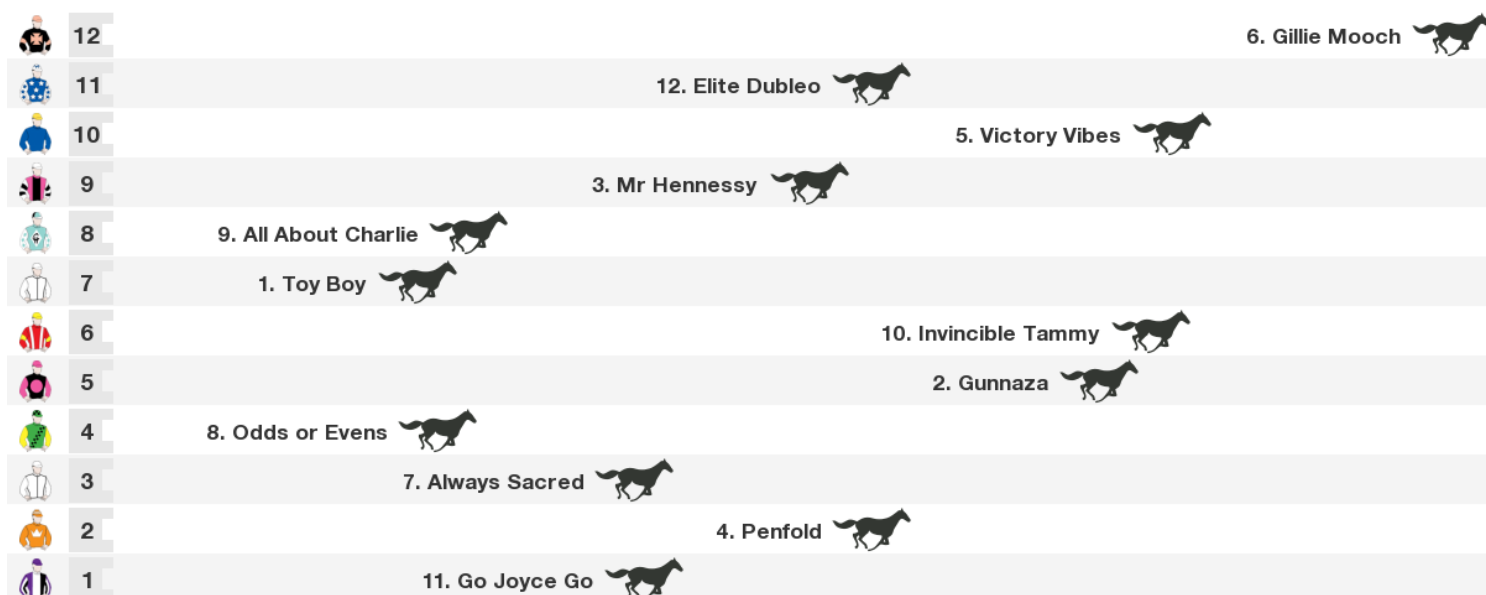 12 6. Gillie Mooch
11 12. Elite Dubleo
10 5. Victory Vibes
9 3. Mr Hennessy
8 9. All About Charlie
7 1. Toy Boy
6 10. Invincible Tammy
5 2. Gunnaza
4 8. Odds or Evens
3 7. Always Sacred
2 4. Penfold
1 11. Go Joyce Go